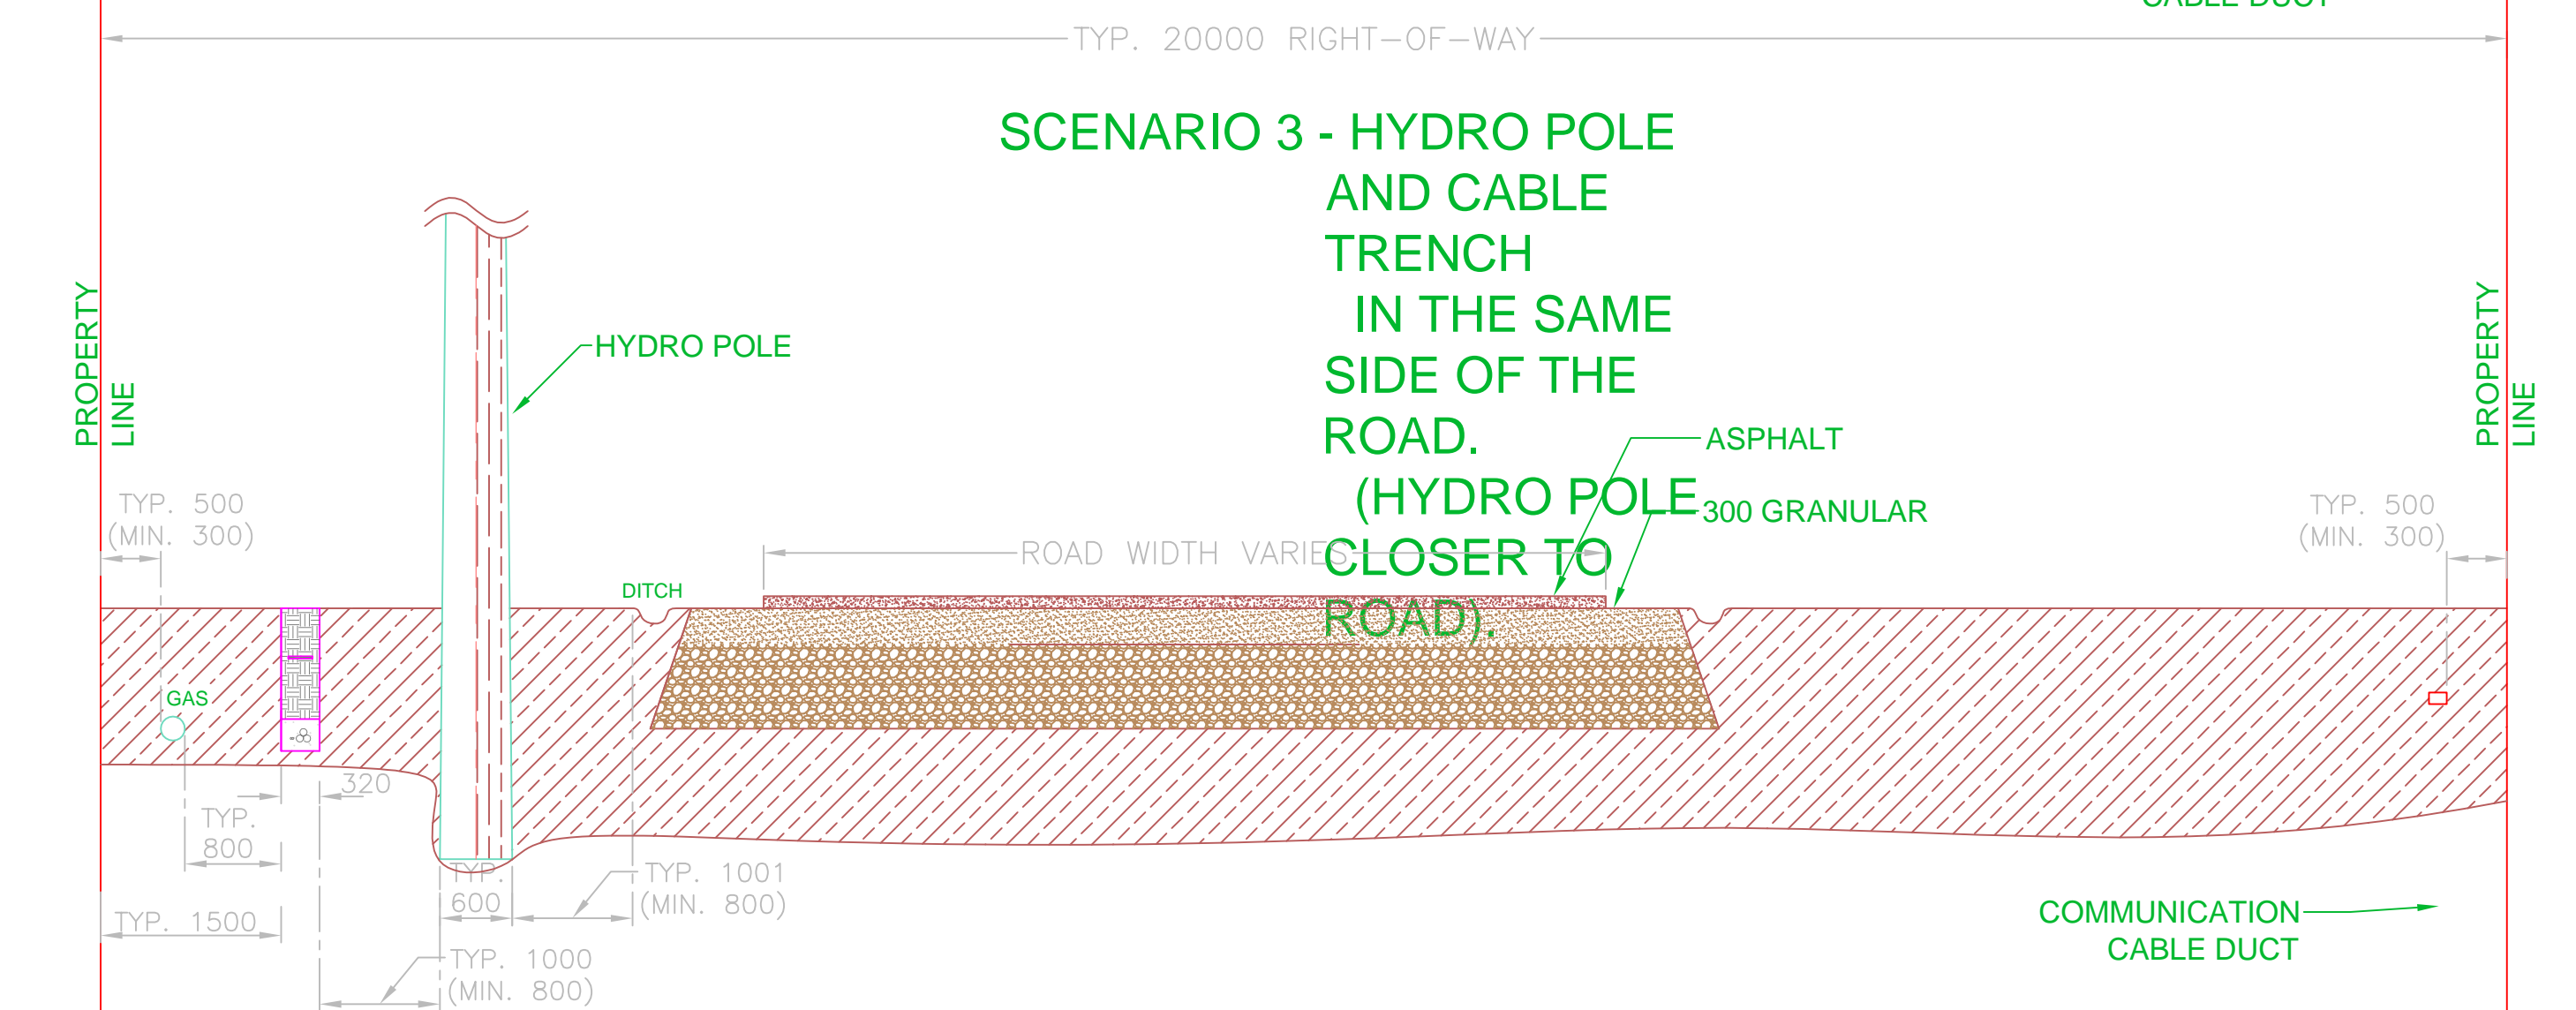 CABLE DUCT
TYP. 20000 RIGHT-OF-WAY
SCENARIO 3 - HYDRO POLE
AND CABLE
TRENCH
IN THE SAME
SIDE OF THE
ROAD.
(HYDRO POLE
CLOSER TO
ROAD).
PROPERTY
LINE
HYDRO POLE
PROPERTY
LINE
ASPHALT
300 GRANULAR
TYP. 500
(MIN. 300)
TYP. 500
(MIN. 300)
ROAD WIDTH VARIES
DITCH
GAS
320
TYP.
800
TYP. 1500
TYP.
600
TYP. 1001
(MIN. 800)
TYP. 1000
(MIN. 800)
COMMUNICATION
CABLE DUCT